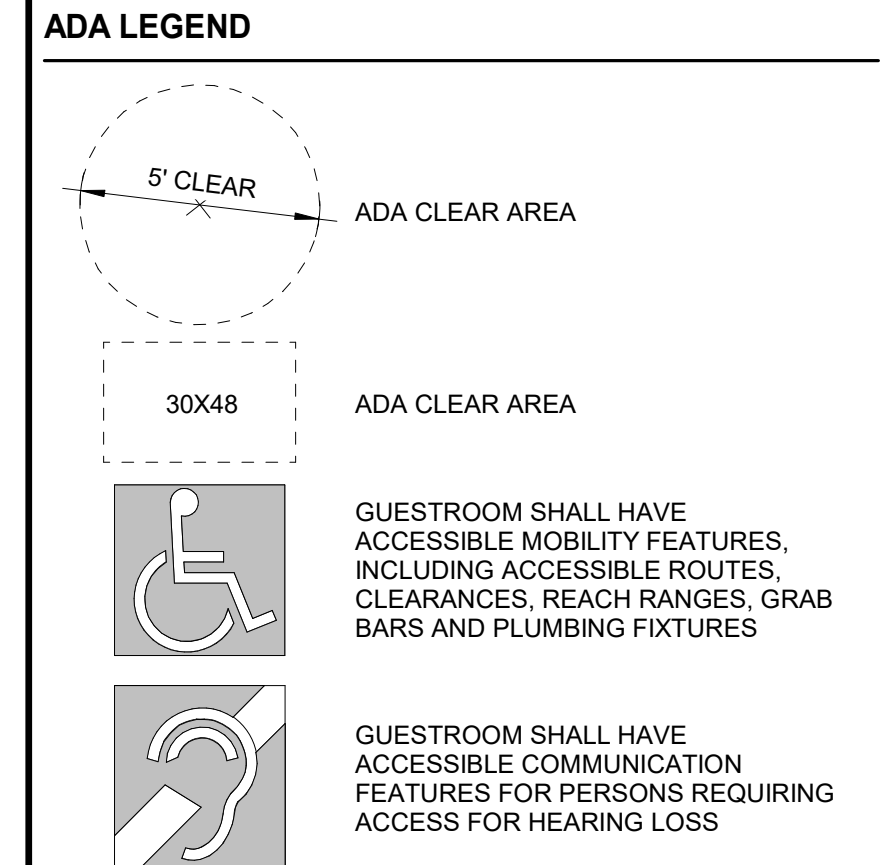 ADA LEGEND
5' CLEAR
ADA CLEAR AREA
30X48
ADA CLEAR AREA
GUESTROOM SHALL HAVE
ACCESSIBLE MOBILITY FEATURES,
INCLUDING ACCESSIBLE ROUTES,
CLEARANCES, REACH RANGES, GRAB
BARS AND PLUMBING FIXTURES
GUESTROOM SHALL HAVE
ACCESSIBLE COMMUNICATION
FEATURES FOR PERSONS REQUIRING
ACCESS FOR HEARING LOSS